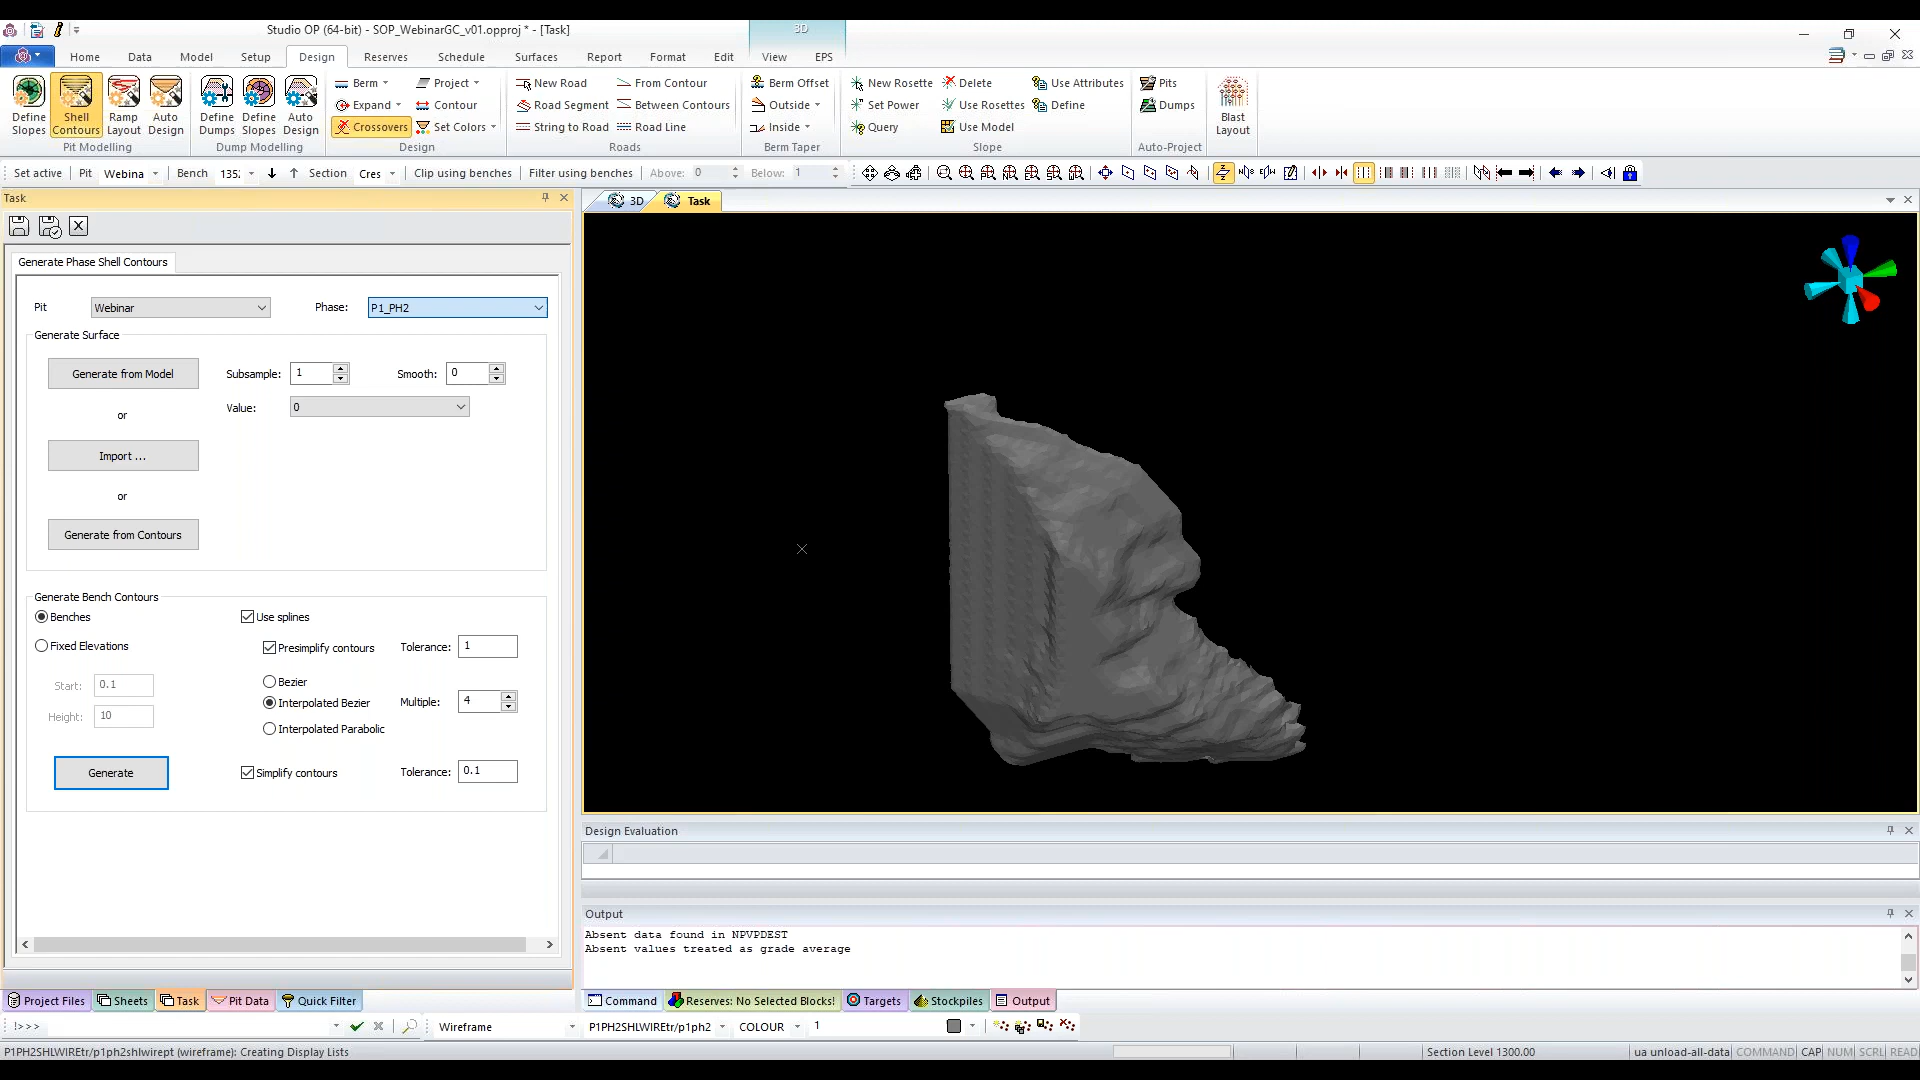 Studio OP (64-bit) - SOP_WebinarGC_v01.opproj * - [Task]
3D
Home Data Model Setup Design Reserves Schedule Surfaces Report Format Edit View EPS
Define Slopes
Shell Contours
Ramp Layout
Auto Design
Pit Modelling
Define Dumps
Define Slopes
Auto Design
Dump Modelling
Berm Project
Expand Contour
Crossovers Set Colors
Design
New Road From Contour
Road Segment Between Contours
String to Road Road Line
Roads
Berm Offset
Outside
Inside
Berm Taper
New Rosette Delete Use Attributes
Set Power Use Rosettes Define
Query Use Model
Slope
Pits
Dumps
Auto-Project
Blast Layout
Set active Pit Webina Bench 135. Section Cres Clip using benches Filter using benches Above: 0 Below: 1
Task
3D Task
Generate Phase Shell Contours
Pit Webinar Phase: P1_PH2
Generate Surface
Generate from Model Subsample: 1 Smooth: 0
Value: 0
or
Import ...
or
Generate from Contours
Generate Bench Contours
Benches Use splines
Fixed Elevations Presimplify contours Tolerance: 1
Start: 0.1 Bezier
Interpolated Bezier Multiple: 4
Height: 10
Interpolated Parabolic
Generate Simplify contours Tolerance: 0.1
Design Evaluation
Output
Absent data found in NPVPDEST
Absent values treated as grade average
Project Files Sheets Task Pit Data Quick Filter Command Reserves: No Selected Blocks! Targets Stockpiles Output
!>>> Wireframe P1PH2SHLWIREtr/p1ph2 COLOUR 1
P1PH2SHLWIREtr/p1ph2shlwirept (wireframe): Creating Display Lists Section Level 1300.00 ua unload-all-data COMMAND CAP NUM SCRL READ